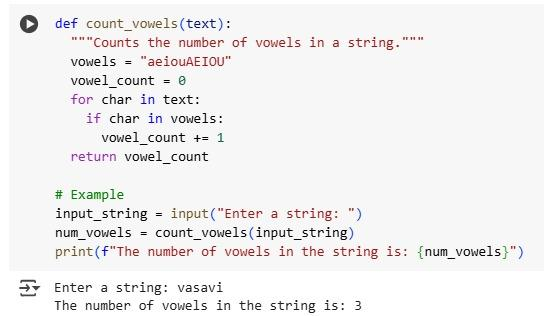 def count_vowels(text):
"""Counts the number of vowels in a string."""
vowels = "aeiouAEIOU"
vowel_count = 0
for char in text:
if char in vowels:
vowel_count += 1
return vowel_count
# Example
input_string = input("Enter a string: ")
num_vowels = count_vowels(input_string)
print(f"The number of vowels in the string is: {num_vowels}")
Enter a string: vasavi
The number of vowels in the string is: 3